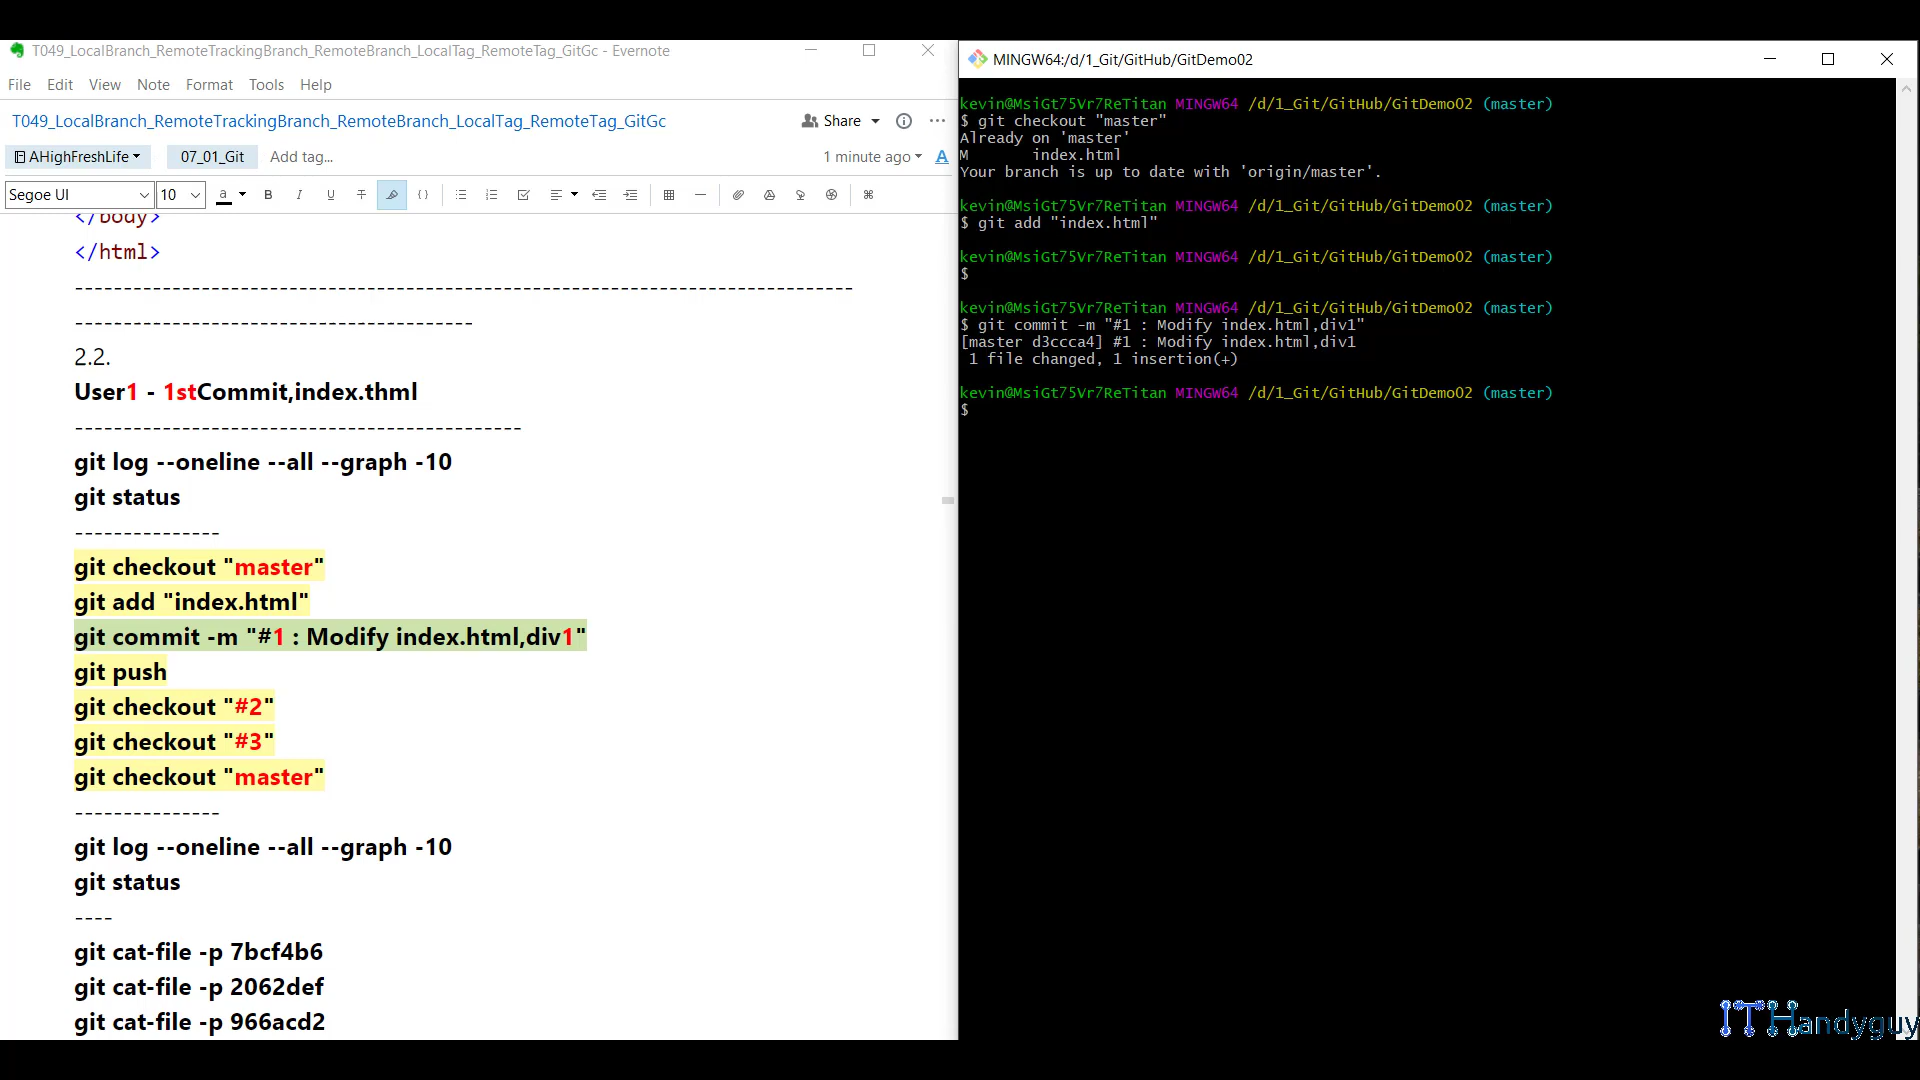 T049_LocalBranch_RemoteTrackingBranch_RemoteBranch_LocalTag_RemoteTag_GitGc - Evernote
File Edit View Note Format Tools Help
T049_LocalBranch_RemoteTrackingBranch_RemoteBranch_LocalTag_RemoteTag_GitGc
Share
AHighFreshLife 07_01_Git Add tag...
1 minute ago
Segoe UI 10
</body>
</html>
--------------------------------------------------------------------------------
-----------------------------------------
2.2.
User1 - 1stCommit,index.thml
----------------------------------------------
git log --oneline --all --graph -10
git status
---------------
git checkout "master"
git add "index.html"
git commit -m "#1 : Modify index.html,div1"
git push
git checkout "#2"
git checkout "#3"
git checkout "master"
---------------
git log --oneline --all --graph -10
git status
----
git cat-file -p 7bcf4b6
git cat-file -p 2062def
git cat-file -p 966acd2
MINGW64:/d/1_Git/GitHub/GitDemo02
kevin@MsiGt75Vr7ReTitan MINGW64 /d/1_Git/GitHub/GitDemo02 (master)
$ git checkout "master"
Already on 'master'
M       index.html
Your branch is up to date with 'origin/master'.
kevin@MsiGt75Vr7ReTitan MINGW64 /d/1_Git/GitHub/GitDemo02 (master)
$ git add "index.html"
kevin@MsiGt75Vr7ReTitan MINGW64 /d/1_Git/GitHub/GitDemo02 (master)
$
kevin@MsiGt75Vr7ReTitan MINGW64 /d/1_Git/GitHub/GitDemo02 (master)
$ git commit -m "#1 : Modify index.html,div1"
[master d3ccca4] #1 : Modify index.html,div1
1 file changed, 1 insertion(+)
kevin@MsiGt75Vr7ReTitan MINGW64 /d/1_Git/GitHub/GitDemo02 (master)
$
ITHandyguy